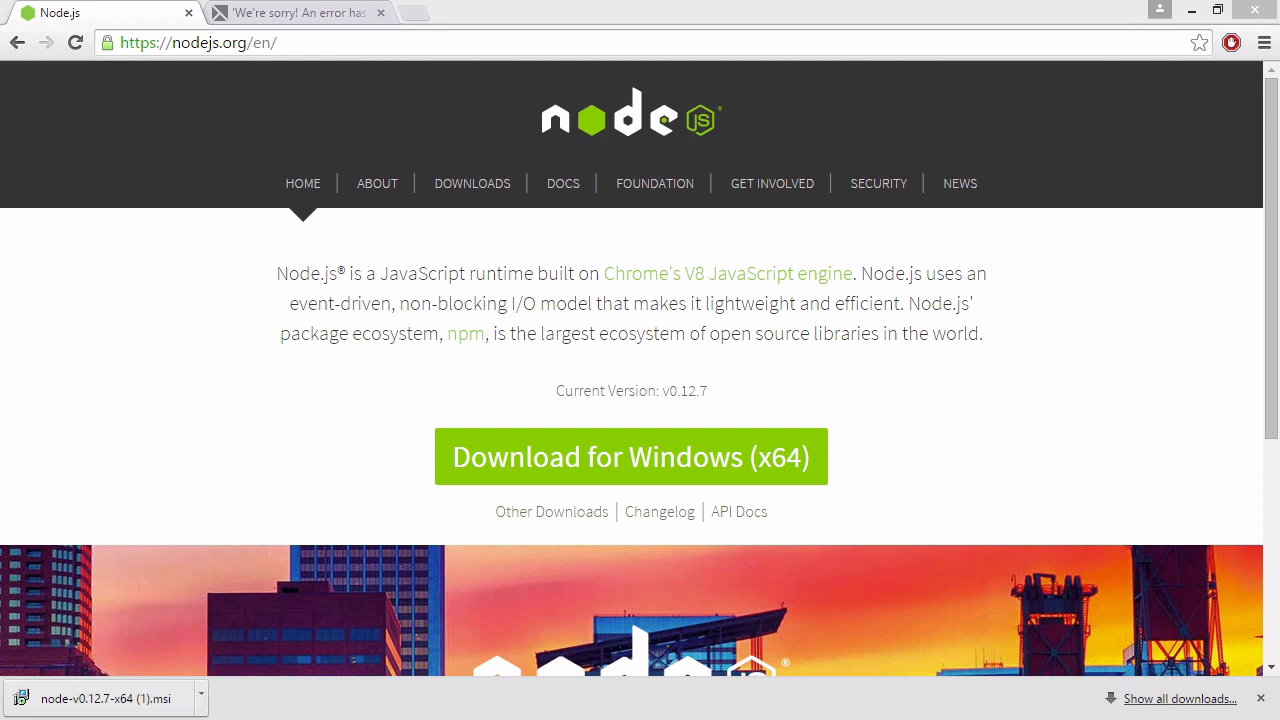 Node.js
'We're sorry! An error has
https://nodejs.org/en/
node
JS
HOME
ABOUT
DOWNLOADS
DOCS
FOUNDATION
GET INVOLVED
SECURITY
NEWS
Node.js® is a JavaScript runtime built on Chrome's V8 JavaScript engine. Node.js uses an
event-driven, non-blocking I/O model that makes it lightweight and efficient. Node.js'
package ecosystem, npm, is the largest ecosystem of open source libraries in the world.
Current Version: v0.12.7
Download for Windows (x64)
Other Downloads | Changelog | API Docs
node JS ®
node-v0.12.7-x64 (1).msi
Show all downloads...